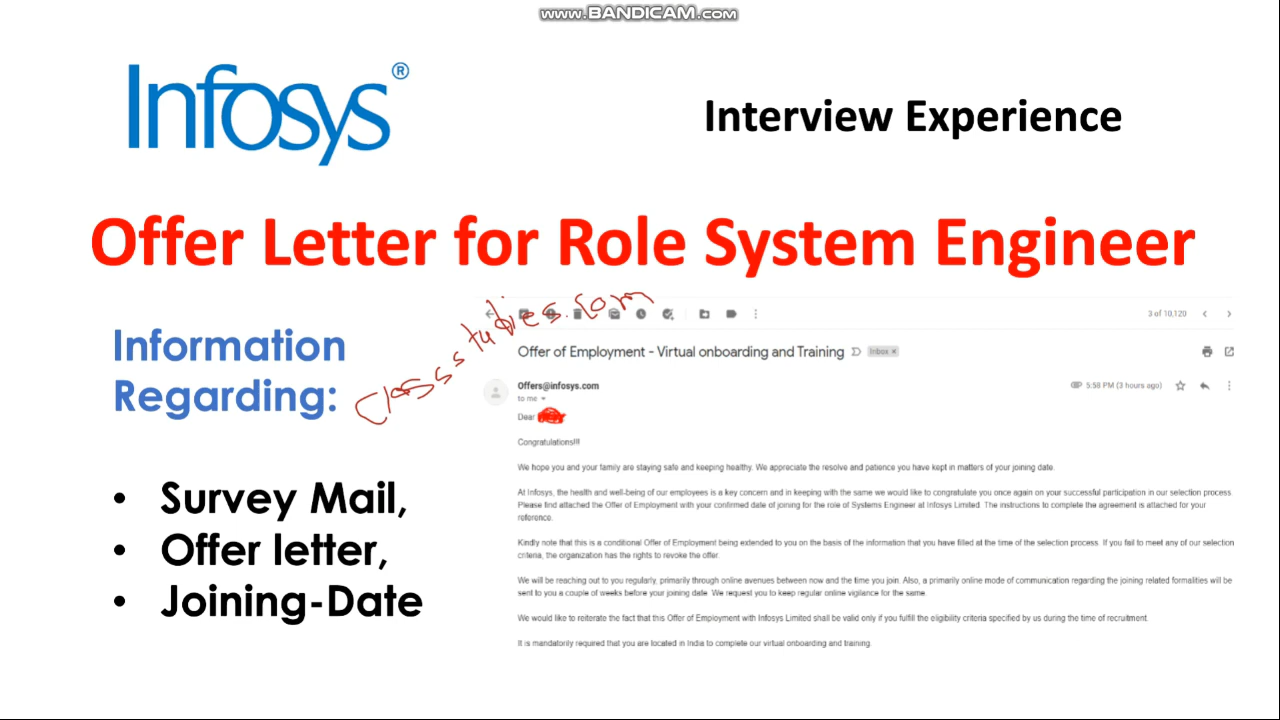 www.BANDICAM.com
Infosys®
Interview Experience
Offer Letter for Role System Engineer
Information
Regarding:
• Survey Mail,
• Offer letter,
• Joining-Date
Classstudies.com
3 of 10,120
Offer of Employment - Virtual onboarding and Training Inbox x
Offers@infosys.com
5:58 PM (3 hours ago)
to me
Dear
Congratulations!!!
We hope you and your family are staying safe and keeping healthy. We appreciate the resolve and patience you have kept in matters of your joining date.
At Infosys, the health and well-being of our employees is a key concern and in keeping with the same we would like to congratulate you once again on your successful participation in our selection process.
Please find attached the Offer of Employment with your confirmed date of joining for the role of Systems Engineer at Infosys Limited. The instructions to complete the agreement is attached for your
reference.
Kindly note that this is a conditional Offer of Employment being extended to you on the basis of the information that you have filled at the time of the selection process. If you fail to meet any of our selection
criteria, the organization has the rights to revoke the offer.
We will be reaching out to you regularly, primarily through online avenues between now and the time you join. Also, a primarily online mode of communication regarding the joining related formalities will be
sent to you a couple of weeks before your joining date. We request you to keep regular online vigilance for the same.
We would like to reiterate the fact that this Offer of Employment with Infosys Limited shall be valid only if you fulfill the eligibility criteria specified by us during the time of recruitment.
It is mandatorily required that you are located in India to complete our virtual onboarding and training.